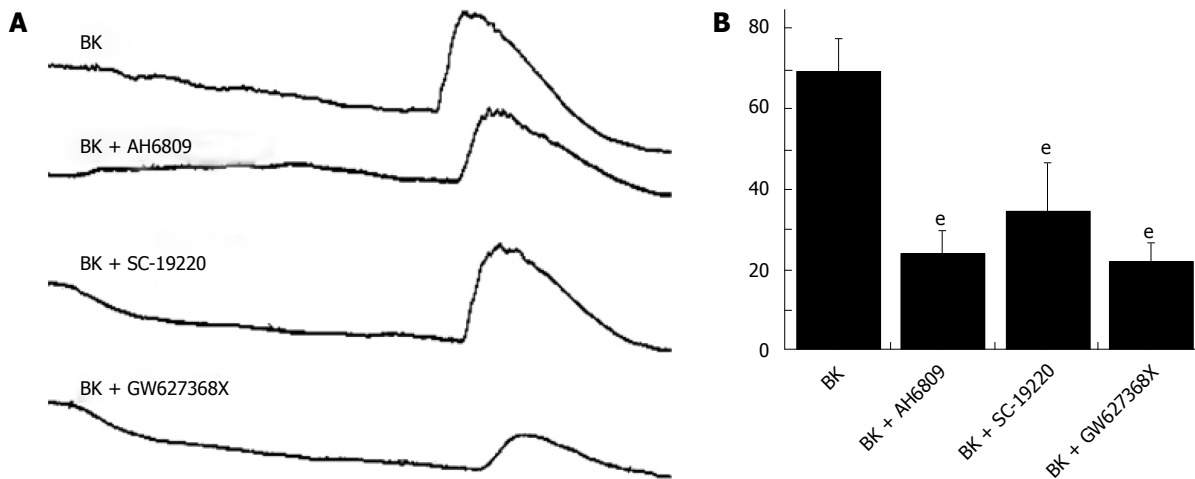 A
BK
BK + AH6809
BK + SC-19220
BK + GW627368X
B
80
60
40
20
0
e
e
e
BK
BK + AH6809
BK + SC-19220
BK + GW627368X